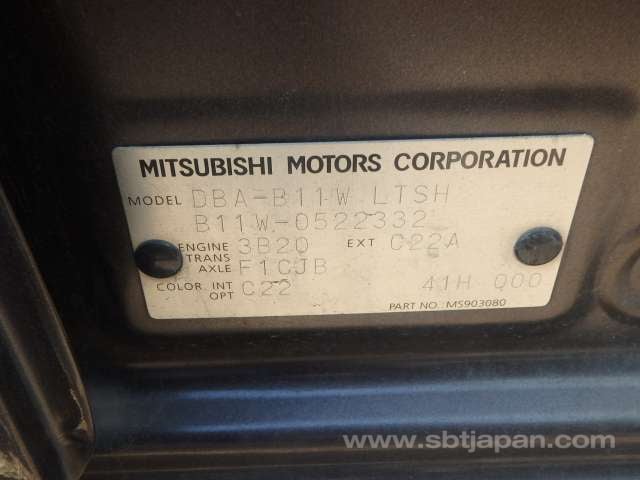 MITSUBISHI MOTORS CORPORATION
MODEL DBA-B11W LTSH
B11W-0522332
ENGINE 3B20 EXT C22A
TRANS AXLE F1CJB
COLOR INT OPT C22 41H 000
PART NO. MS903080
www.sbtjapan.com